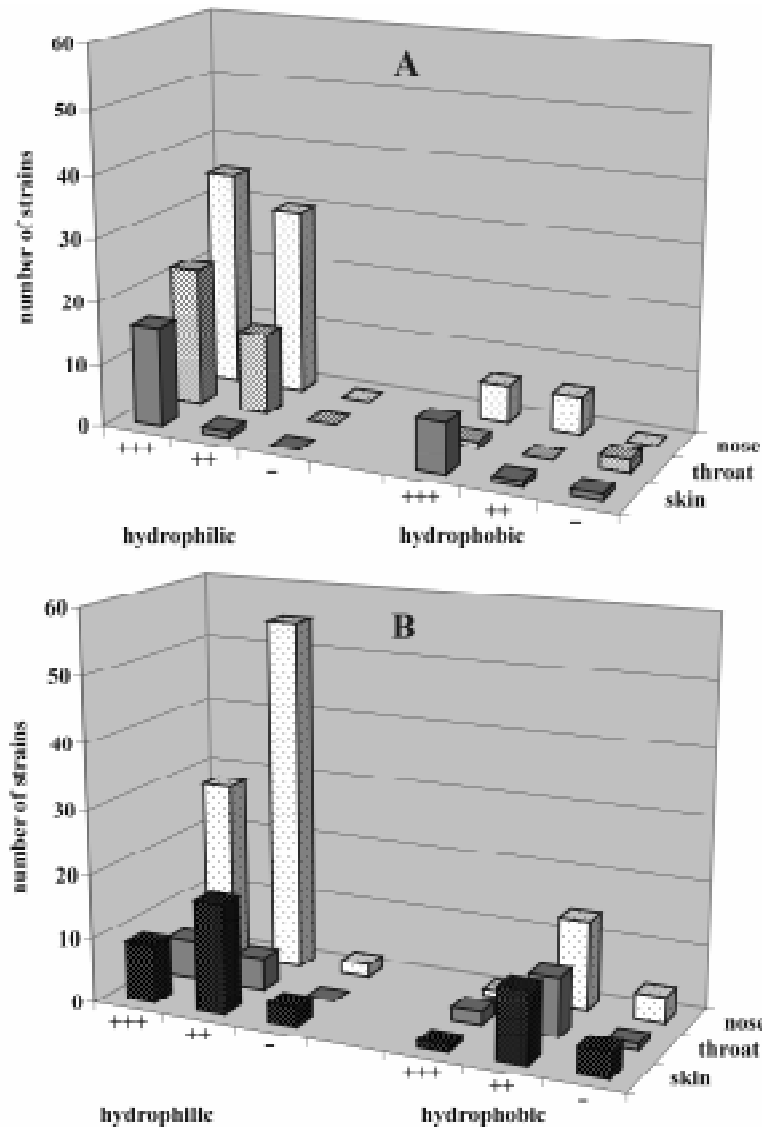 60
A
50
40
30
20
10
0
number of strains
+++
++
-
+++
++
-
nose
throat
skin
hydrophilic
hydrophobic
60
B
50
40
30
20
10
0
number of strains
+++
++
-
+++
++
-
nose
throat
skin
hydrophilic
hydrophobic